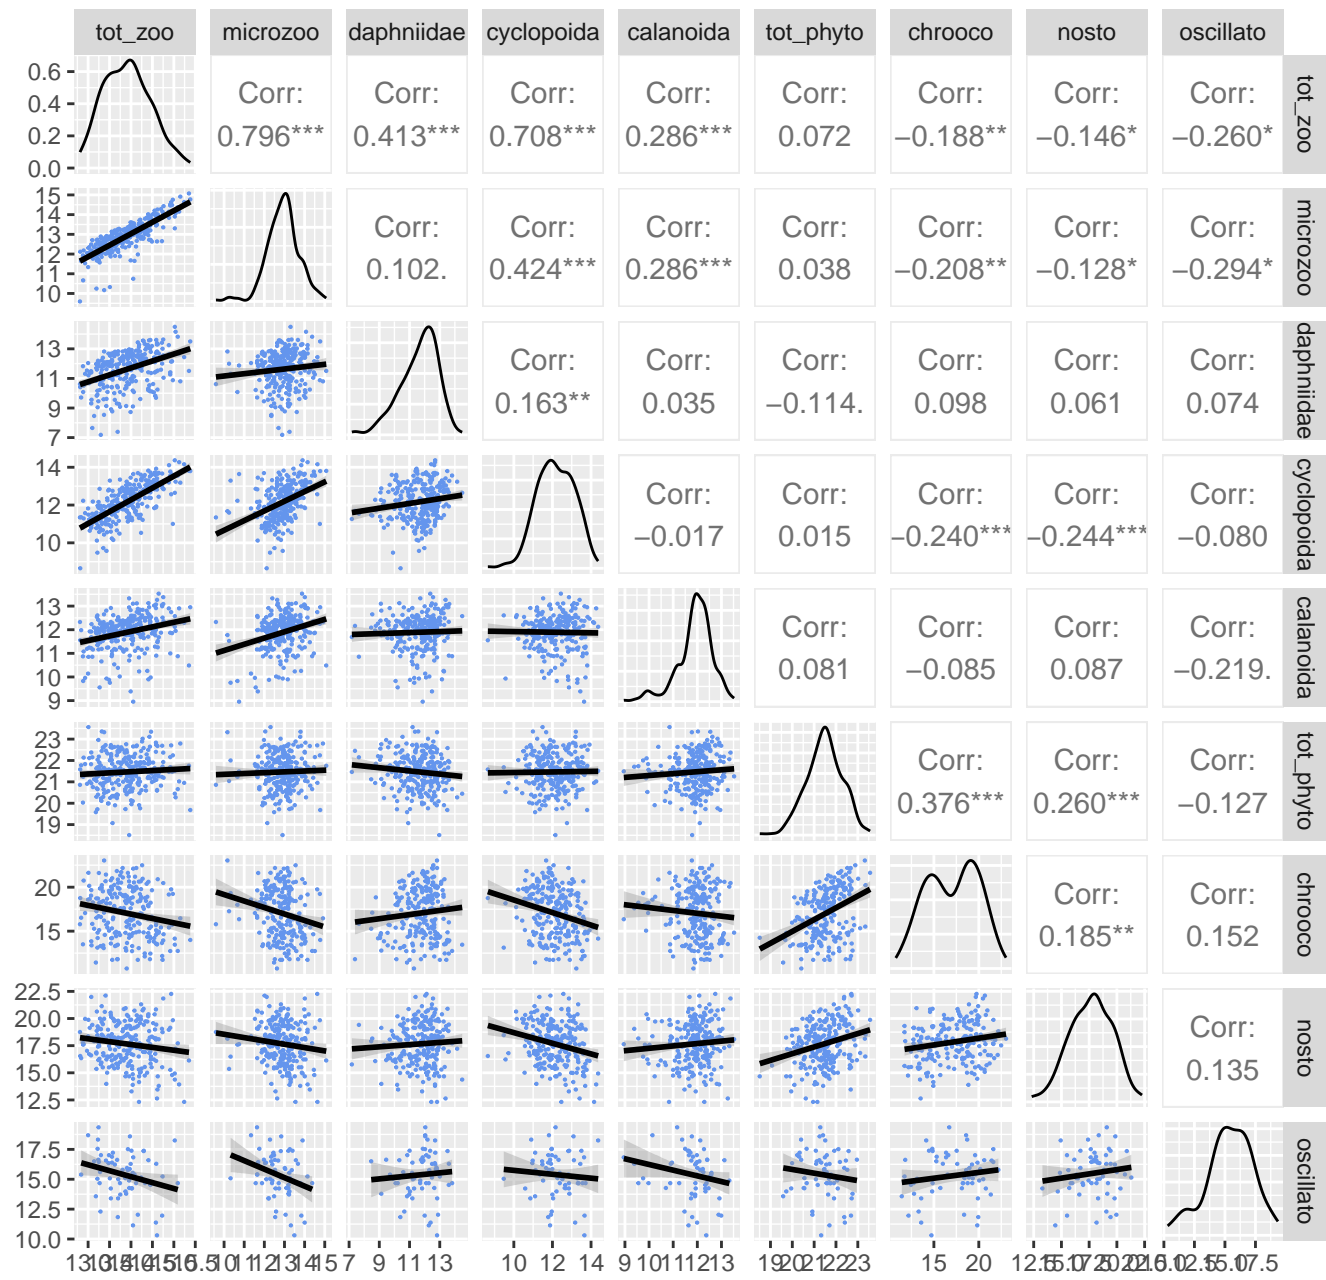 tot_zoo microzoo daphniidae cyclopoida calanoida tot_phyto chrooco nosto oscillato
0.6
0.4
0.2
0.0
Corr: Corr: Corr: Corr: Corr: Corr: Corr: Corr:
0.796*** 0.413*** 0.708*** 0.286*** 0.072 −0.188** −0.146* −0.260*
tot_zoo
15
14
13
12
11
10
Corr: Corr: Corr: Corr: Corr: Corr: Corr:
0.102. 0.424*** 0.286*** 0.038 −0.208** −0.128* −0.294*
microzoo
13
11
9
7
Corr: Corr: Corr: Corr: Corr: Corr:
0.163** 0.035 −0.114. 0.098 0.061 0.074
daphniidae
14
12
10
Corr: Corr: Corr: Corr: Corr:
−0.017 0.015 −0.240*** −0.244*** −0.080
cyclopoida
13
12
11
10
9
Corr: Corr: Corr: Corr:
0.081 −0.085 0.087 −0.219.
calanoida
23
22
21
20
19
Corr: Corr: Corr:
0.376*** 0.260*** −0.127
tot_phyto
20
15
Corr: Corr:
0.185** 0.152
chrooco
22.5
20.0
17.5
15.0
12.5
Corr:
0.135
nosto
17.5
15.0
12.5
10.0
oscillato
7 9 11 13 10 12 14 9 10 11 12 13 19 20 21 22 23 15 20